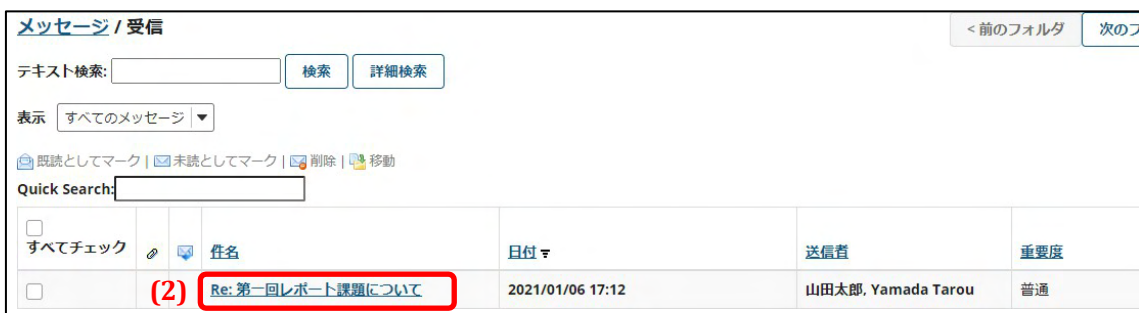 メッセージ / 受信
< 前のフォルダ 次のフ
テキスト検索: 検索 詳細検索
表示 すべてのメッセージ
既読としてマーク | 未読としてマーク | 削除 | 移動
Quick Search:
すべてチェック 件名 日付 送信者 重要度
(2) Re: 第一回レポート課題について 2021/01/06 17:12 山田太郎, Yamada Tarou 普通